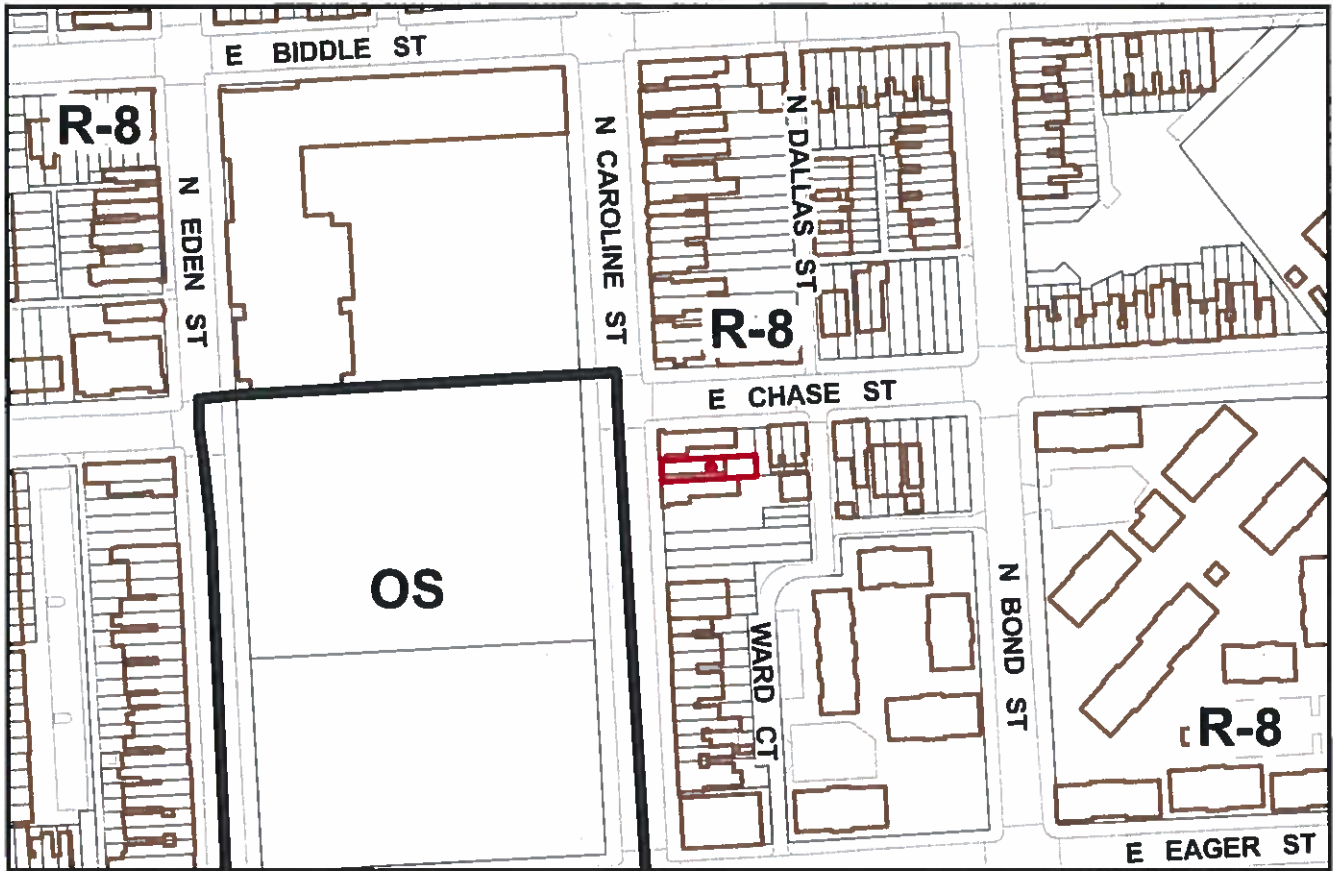 E BIDDLE ST
R-8
N EDEN ST
N CAROLINE ST
N DALLAS ST
R-8
E CHASE ST
OS
WARD CT
N BOND ST
R-8
E EAGER ST